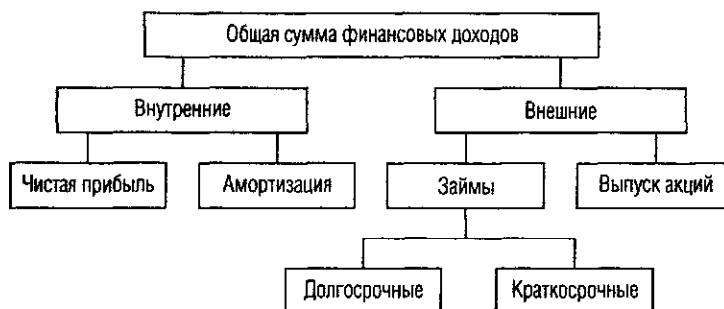 Общая сумма финансовых доходов
Внутренние
Внешние
Чистая прибыль
Амортизация
Займы
Выпуск акций
Долгосрочные
Краткосрочные